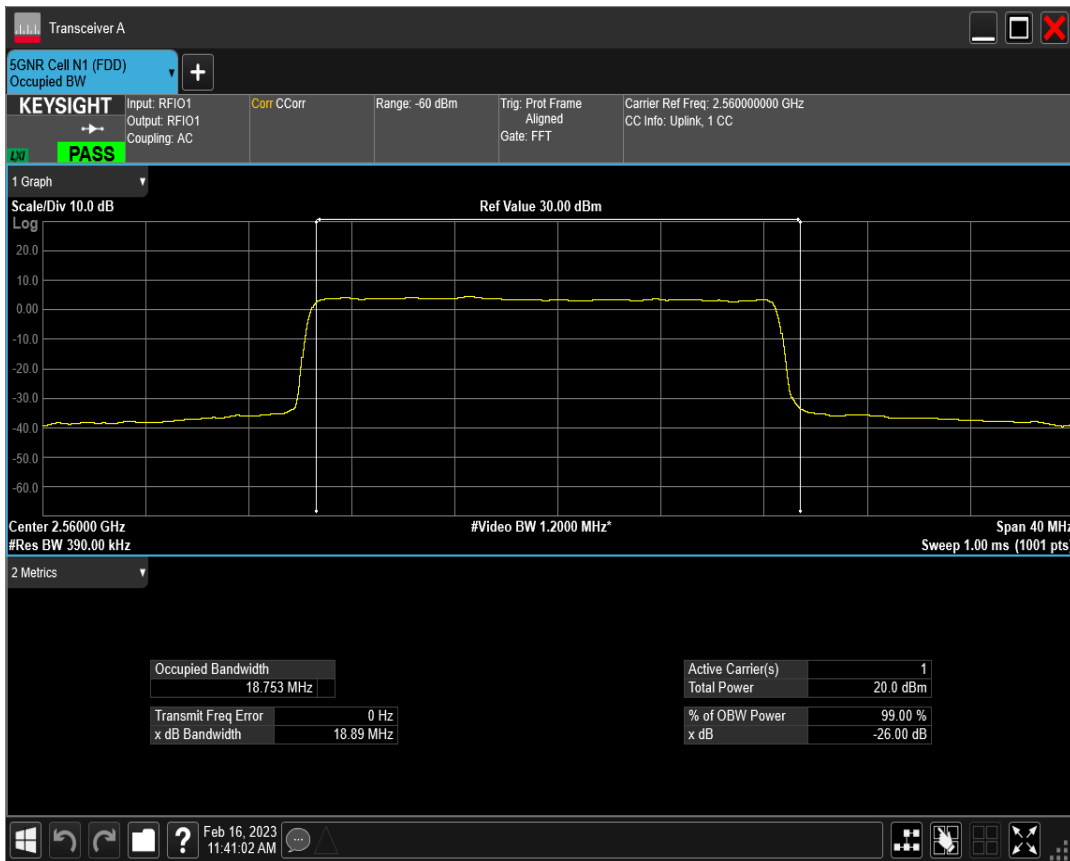 Transceiver A
5GNR Cell N1 (FDD)
Occupied BW
KEYSIGHT
LXI
PASS
Input: RFIO1
Output: RFIO1
Coupling: AC
Corr CCorr
Range: -60 dBm
Trig: Prot Frame
Aligned
Gate: FFT
Carrier Ref Freq: 2.560000000 GHz
CC Info: Uplink, 1 CC
1 Graph
Scale/Div 10.0 dB
Ref Value 30.00 dBm
Log
20.0
10.0
0.00
-10.0
-20.0
-30.0
-40.0
-50.0
-60.0
Center 2.56000 GHz
#Video BW 1.2000 MHz*
Span 40 MHz
#Res BW 390.00 kHz
Sweep 1.00 ms (1001 pts)
2 Metrics
Occupied Bandwidth
18.753 MHz
Transmit Freq Error 0 Hz
x dB Bandwidth 18.89 MHz
Active Carrier(s) 1
Total Power 20.0 dBm
% of OBW Power 99.00 %
x dB -26.00 dB
?
Feb 16, 2023
11:41:02 AM